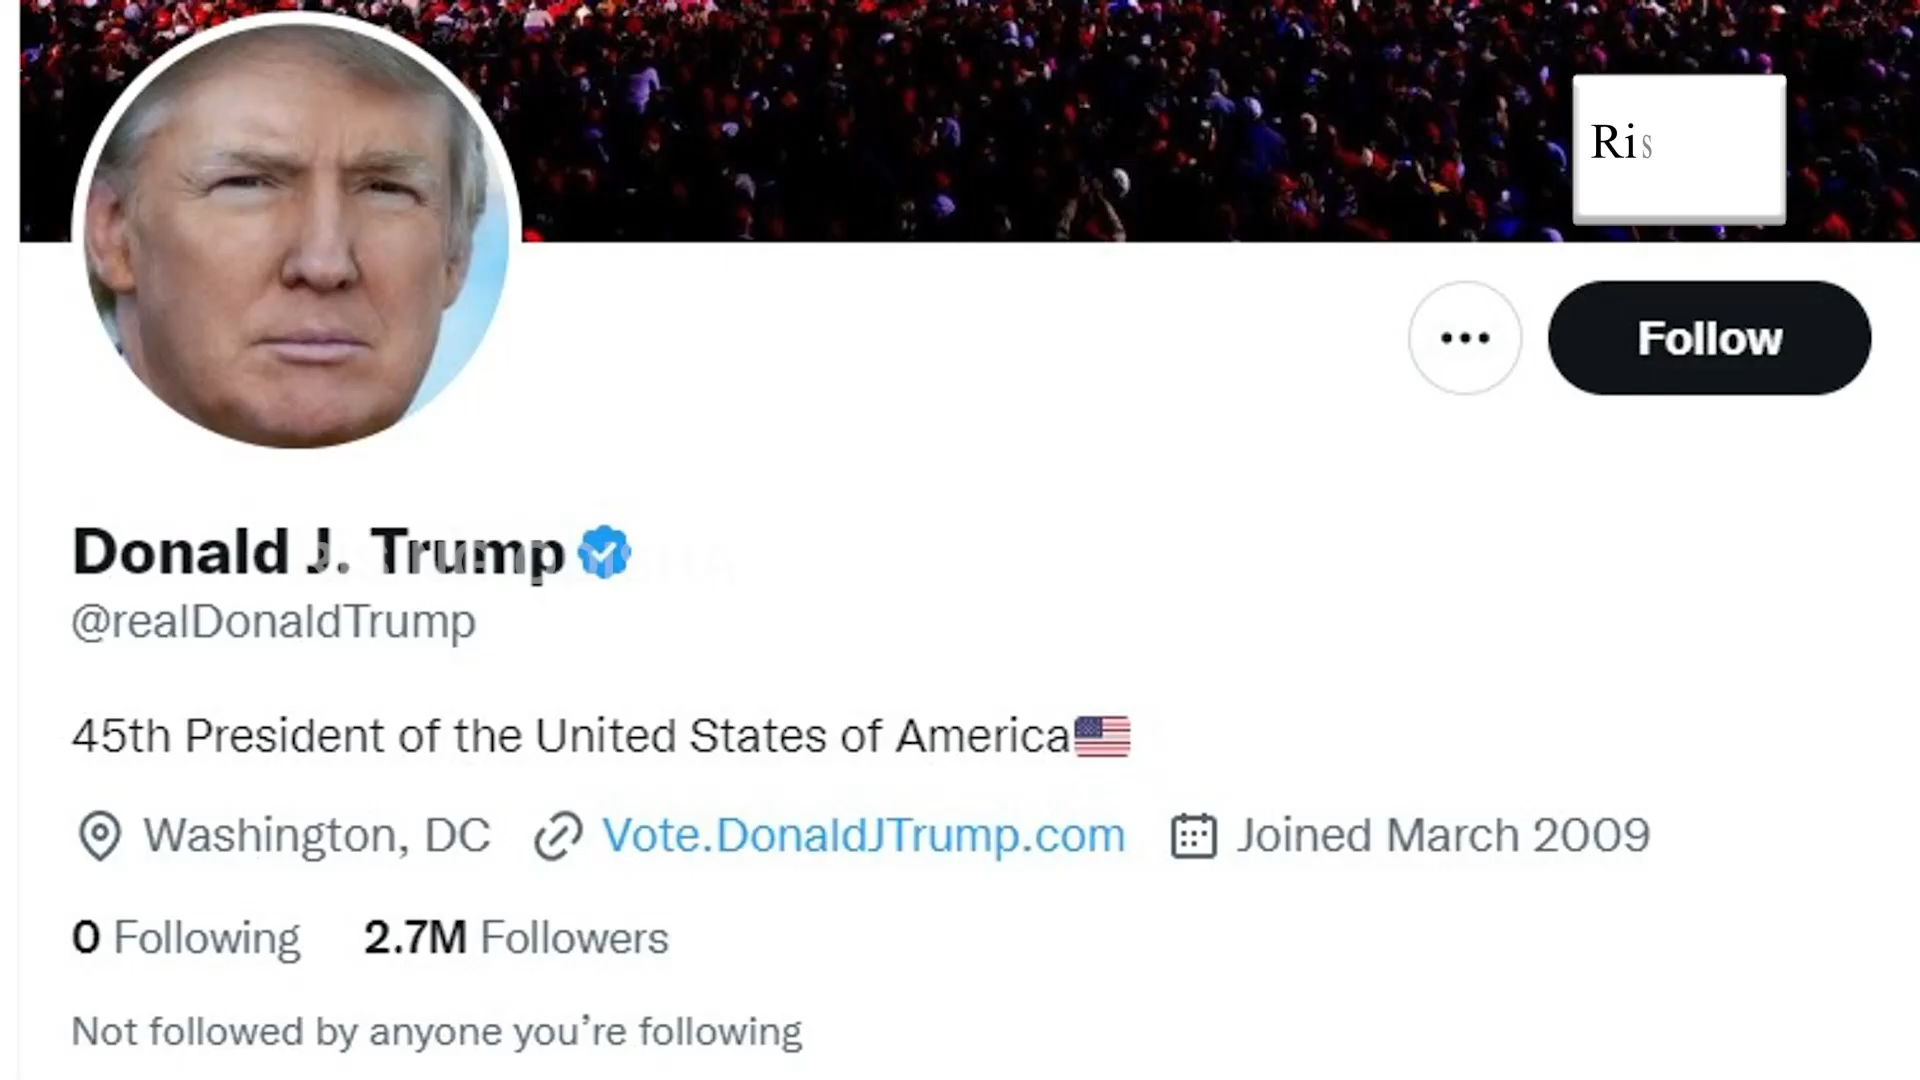 Ris
Follow
Donald J. Trump
@realDonaldTrump
45th President of the United States of America
Washington, DC Vote.DonaldJTrump.com Joined March 2009
0 Following 2.7M Followers
Not followed by anyone you’re following